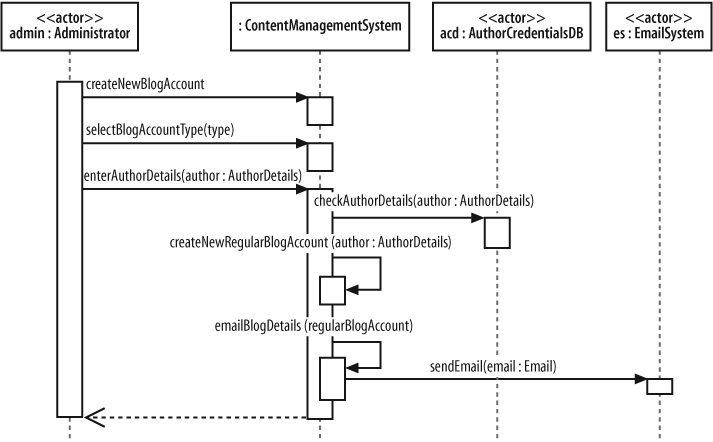 <<actor>>
admin : Administrator
: ContentManagementSystem
<<actor>>
acd : AuthorCredentialsDB
<<actor>>
es : EmailSystem
createNewBlogAccount
selectBlogAccountType(type)
enterAuthorDetails(author : AuthorDetails)
checkAuthorDetails(author : AuthorDetails)
createNewRegularBlogAccount (author : AuthorDetails)
emailBlogDetails (regularBlogAccount)
sendEmail(email : Email)